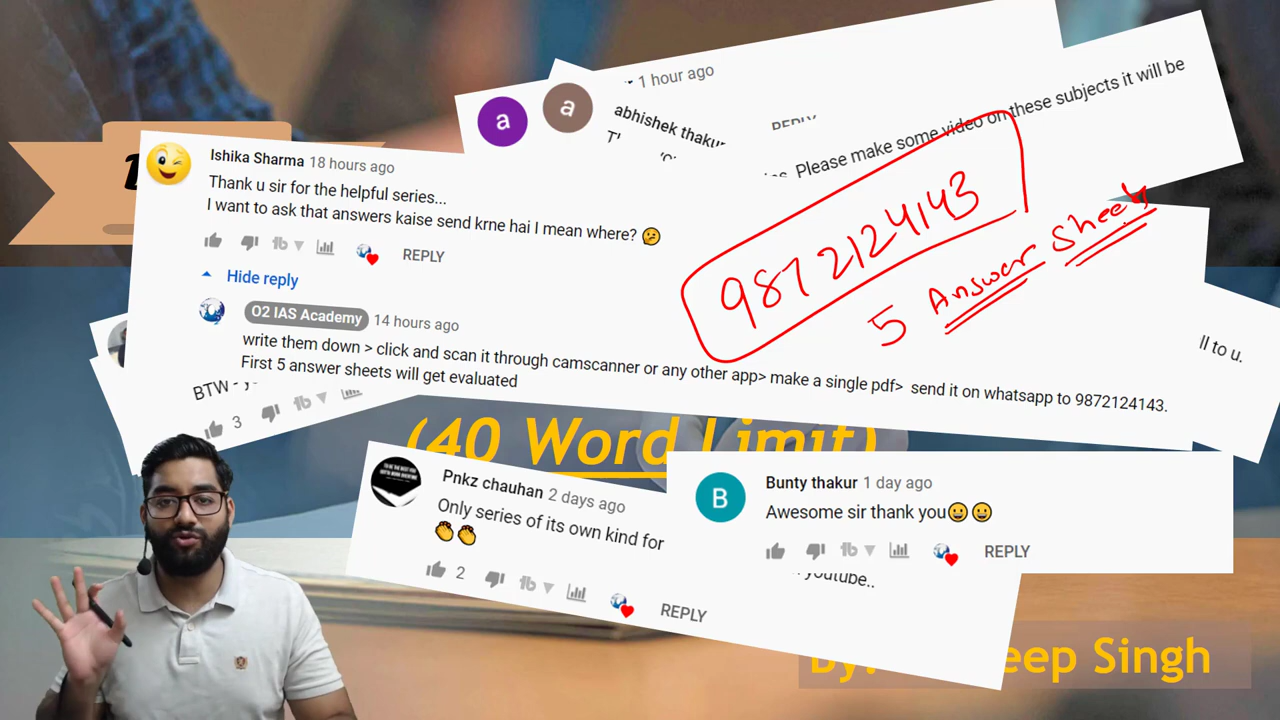 1 hour ago
abhishek thakur
REPLY
Please make some video on these subjects it will be
Ishika Sharma 18 hours ago
Thank u sir for the helpful series...
I want to ask that answers kaise send krne hai I mean where? 😕
REPLY
Hide reply
O2 IAS Academy 14 hours ago
write them down > click and scan it through camscanner or any other app> make a single pdf> send it on whatsapp to 9872124143.
First 5 answer sheets will get evaluated
9872124143
5 Answer Sheets
ll to u.
BTW
3
(40 Word Limit)
Pnkz chauhan 2 days ago
Only series of its own kind for
👏👏
2
REPLY
B
Bunty thakur 1 day ago
Awesome sir thank you😀😀
REPLY
youtube..
By: eep Singh